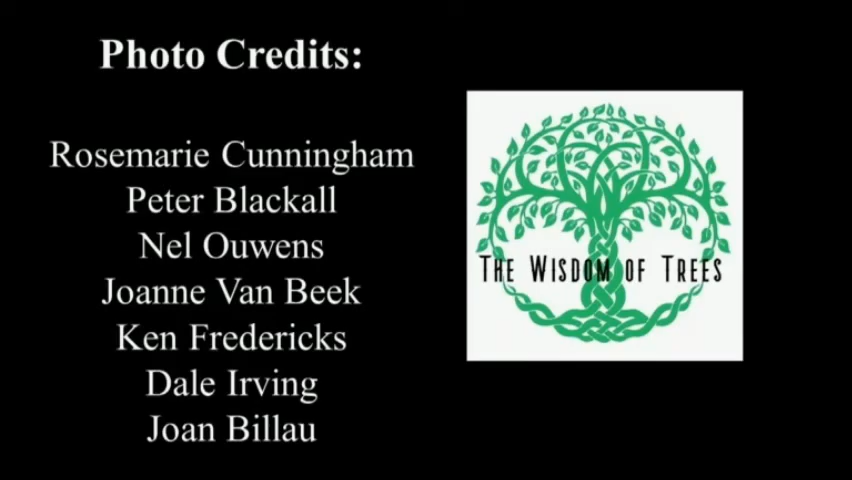 Photo Credits:
Rosemarie Cunningham
Peter Blackall
Nel Ouwens
Joanne Van Beek
Ken Fredericks
Dale Irving
Joan Billau
The Wisdom of Trees